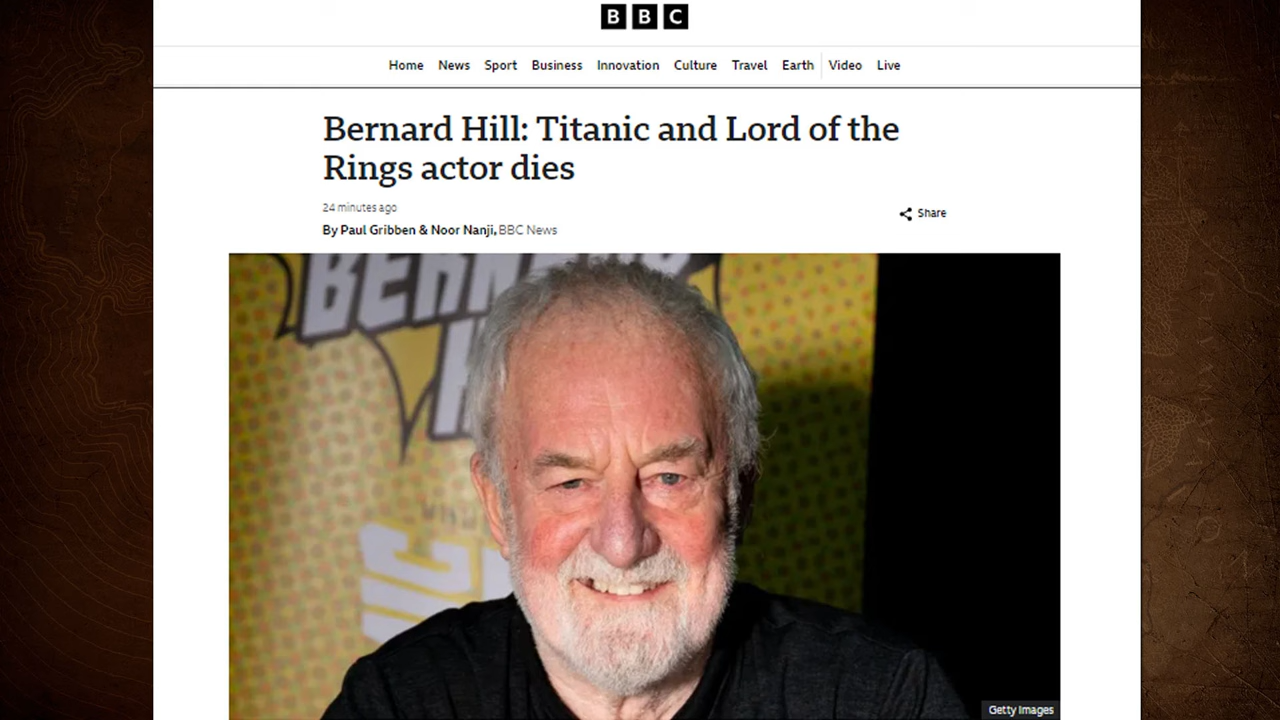 BBC
Home News Sport Business Innovation Culture Travel Earth Video Live
Bernard Hill: Titanic and Lord of the
Rings actor dies
24 minutes ago
Share
By Paul Gribben & Noor Nanji, BBC News
Getty Images